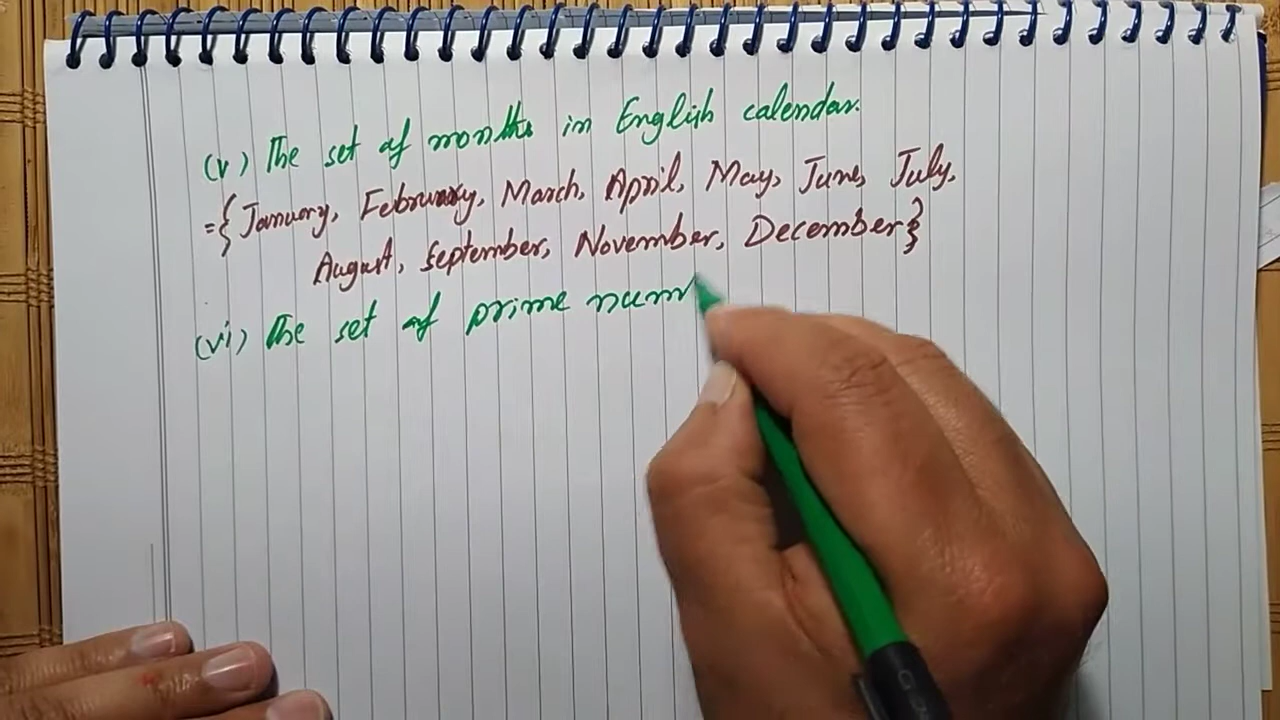 (v) The set of months in English calendar.
={January, February, March, April, May, June, July,
August, September, November, December}
(vi) The set of prime num